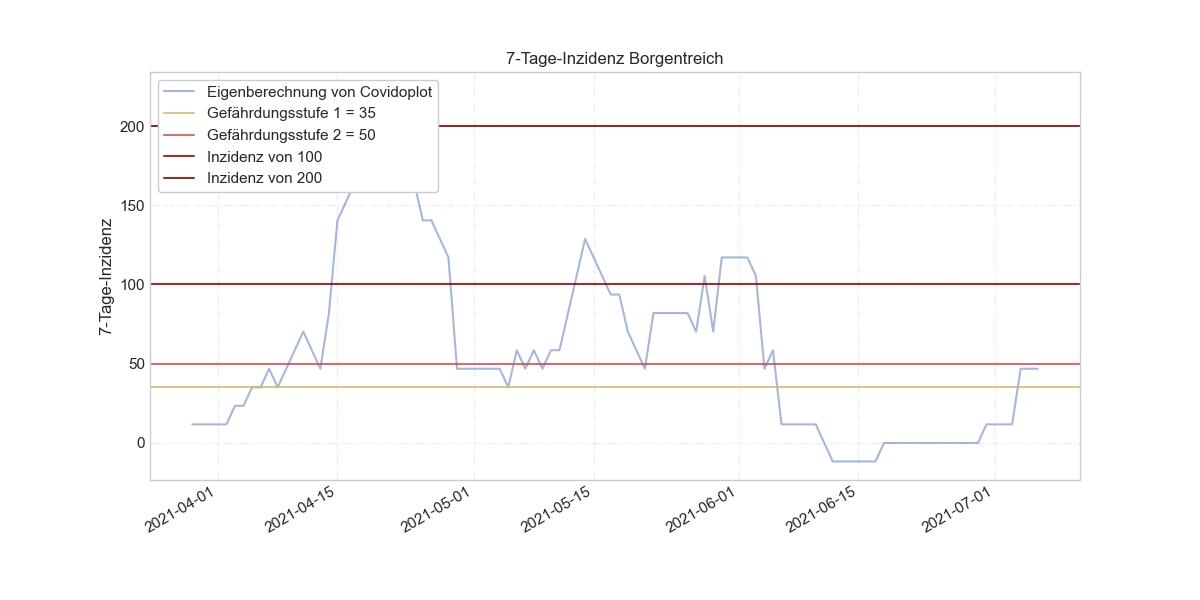 7-Tage-Inzidenz Borgentreich
Eigenberechnung von Covidoplot
Gefährdungsstufe 1 = 35
Gefährdungsstufe 2 = 50
Inzidenz von 100
Inzidenz von 200
7-Tage-Inzidenz
200
150
100
50
0
2021-04-01
2021-04-15
2021-05-01
2021-05-15
2021-06-01
2021-06-15
2021-07-01